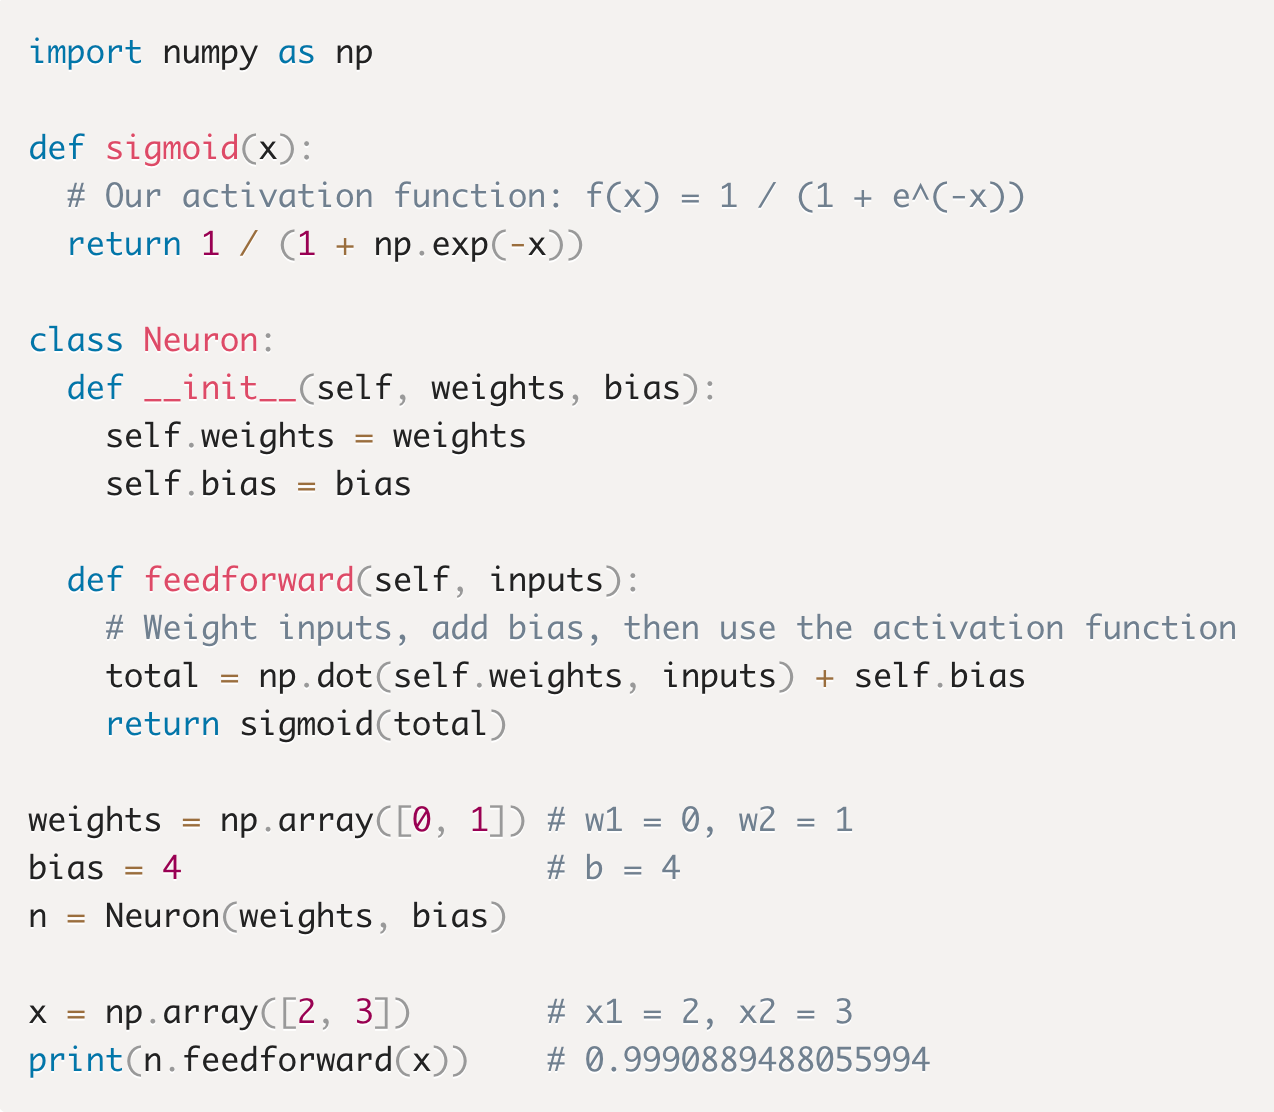 import numpy as np

def sigmoid(x):
  # Our activation function: f(x) = 1 / (1 + e^(-x))
  return 1 / (1 + np.exp(-x))

class Neuron:
  def __init__(self, weights, bias):
    self.weights = weights
    self.bias = bias

  def feedforward(self, inputs):
    # Weight inputs, add bias, then use the activation function
    total = np.dot(self.weights, inputs) + self.bias
    return sigmoid(total)

weights = np.array([0, 1]) # w1 = 0, w2 = 1
bias = 4                   # b = 4
n = Neuron(weights, bias)

x = np.array([2, 3])       # x1 = 2, x2 = 3
print(n.feedforward(x))    # 0.9990889488055994